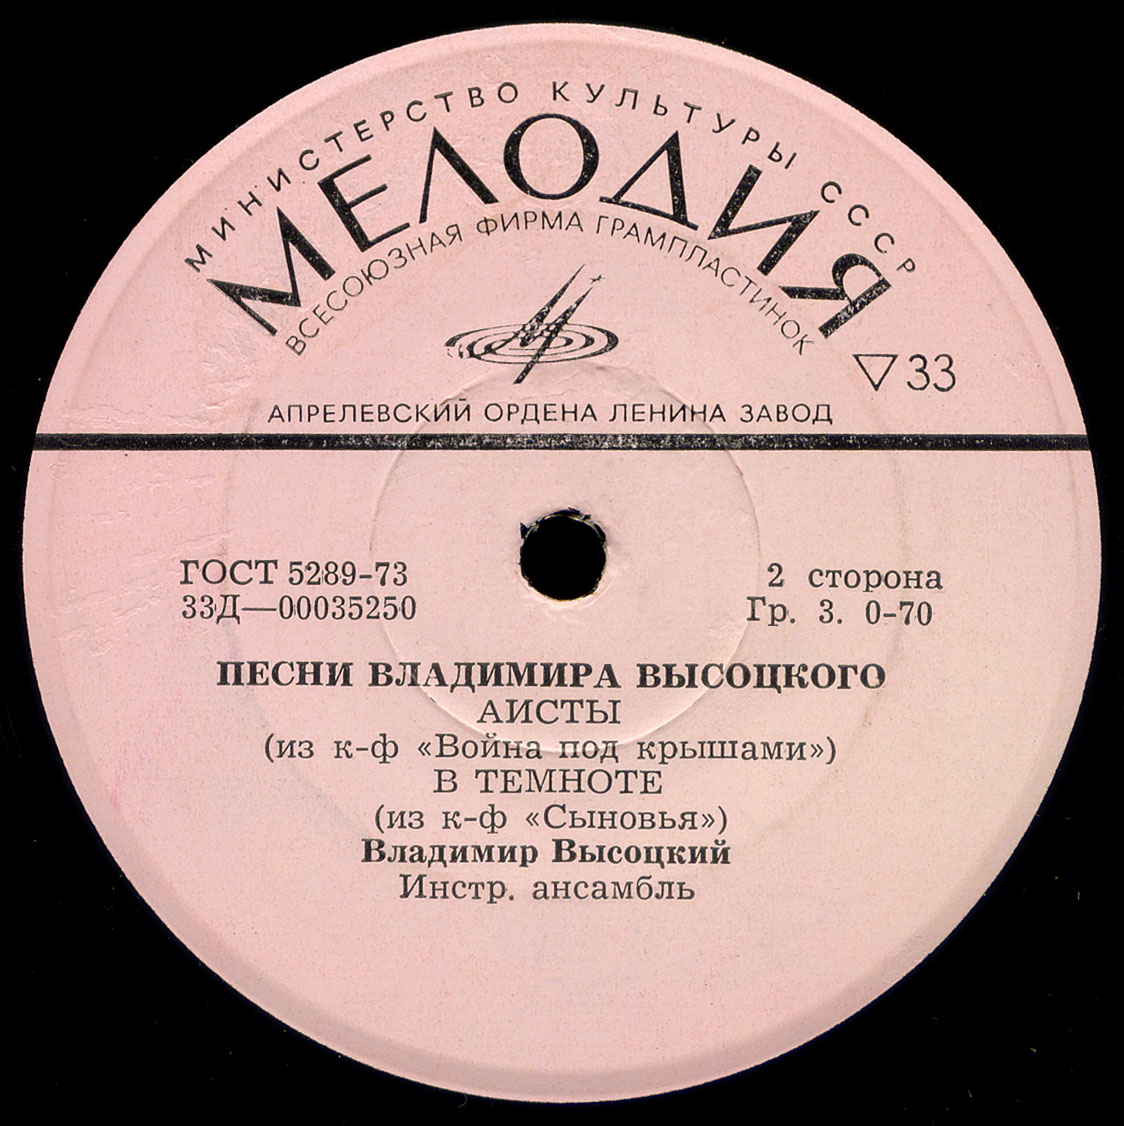 МИНИСТЕРСТВО КУЛЬТУРЫ СССР
МЕЛОДИЯ
ВСЕСОЮЗНАЯ ФИРМА ГРАМПЛАСТИНОК
▽33
АПРЕЛЕВСКИЙ ОРДЕНА ЛЕНИНА ЗАВОД
ГОСТ 5289-73
33Д—00035250
2 сторона
Гр. 3. 0-70
ПЕСНИ ВЛАДИМИРА ВЫСОЦКОГО
АИСТЫ
(из к-ф «Война под крышами»)
В ТЕМНОТЕ
(из к-ф «Сыновья»)
Владимир Высоцкий
Инстр. ансамбль